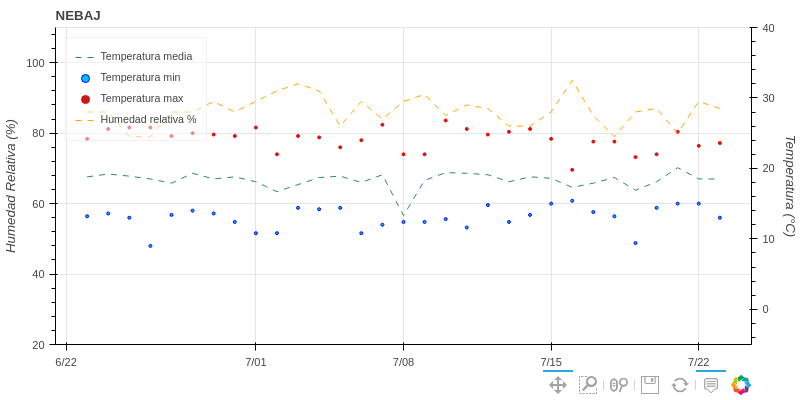 NEBAJ
Temperatura media
Temperatura min
Temperatura max
Humedad relativa %
Humedad Relativa (%)
100
80
60
40
20
Temperatura (°C)
40
30
20
10
0
6/22
7/01
7/08
7/15
7/22